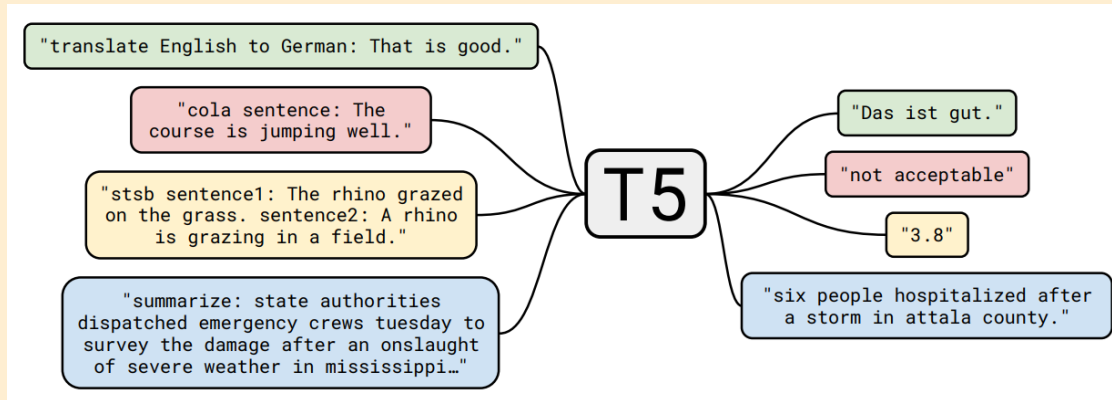 "translate English to German: That is good."
"cola sentence: The
course is jumping well."
"stsb sentence1: The rhino grazed
on the grass. sentence2: A rhino
is grazing in a field."
"summarize: state authorities
dispatched emergency crews tuesday to
survey the damage after an onslaught
of severe weather in mississippi…"
T5
"Das ist gut."
"not acceptable"
"3.8"
"six people hospitalized after
a storm in attala county."